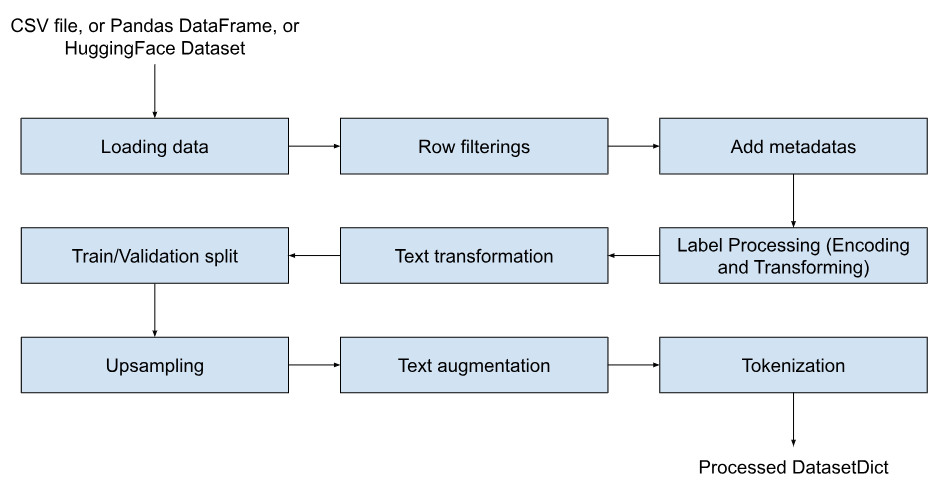 CSV file, or Pandas DataFrame, or
HuggingFace Dataset
Loading data
Row filterings
Add metadatas
Label Processing (Encoding
and Transforming)
Text transformation
Train/Validation split
Upsampling
Text augmentation
Tokenization
Processed DatasetDict